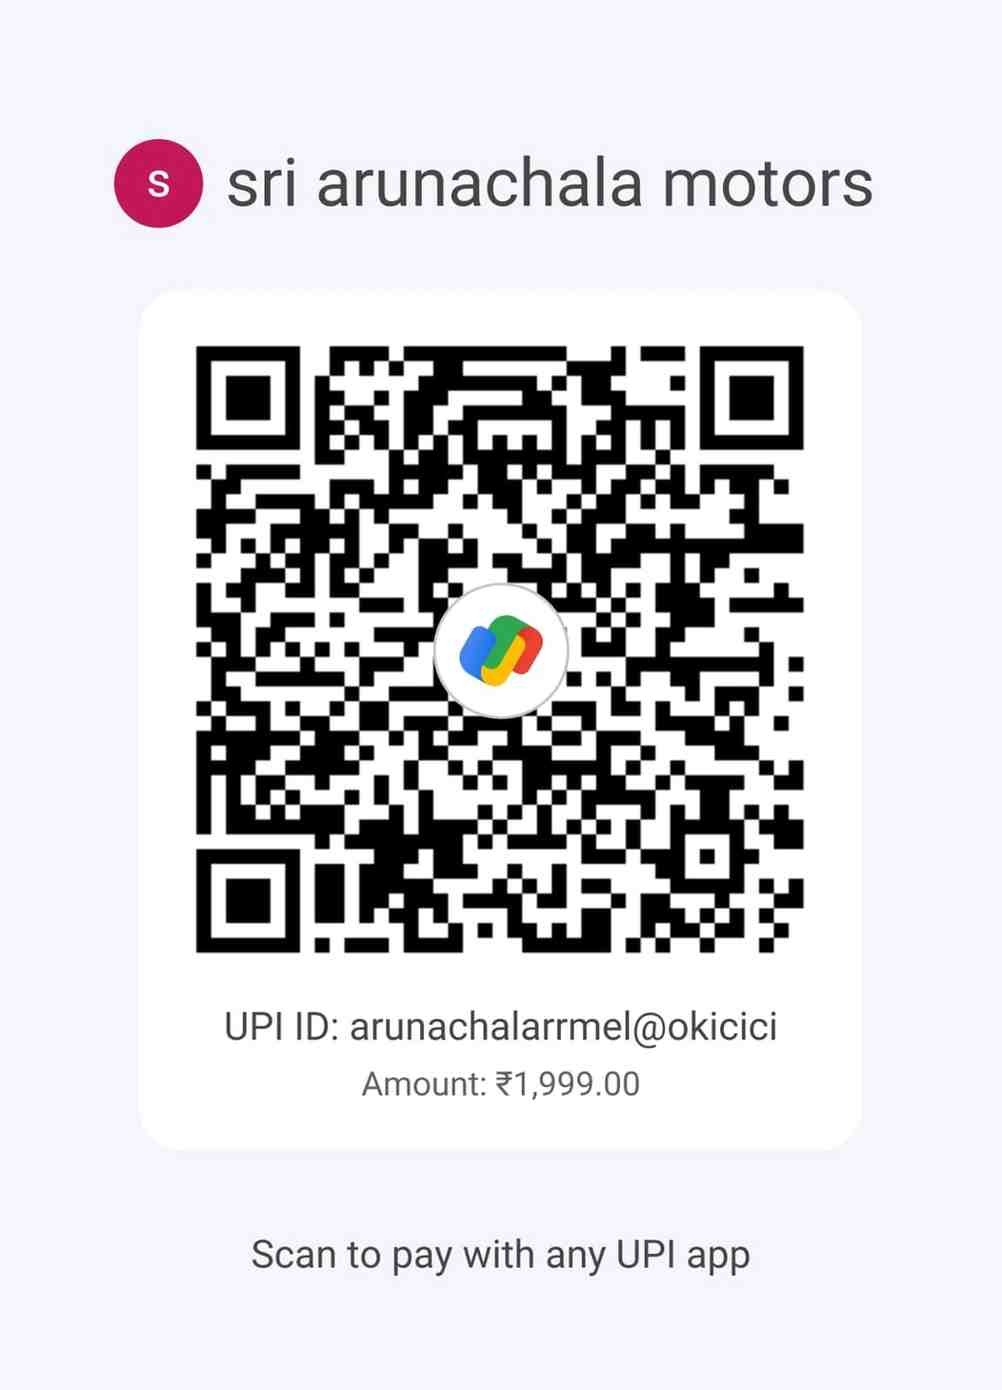 s
sri arunachala motors
UPI ID: arunachalarrmel@okicici
Amount: ₹1,999.00
Scan to pay with any UPI app